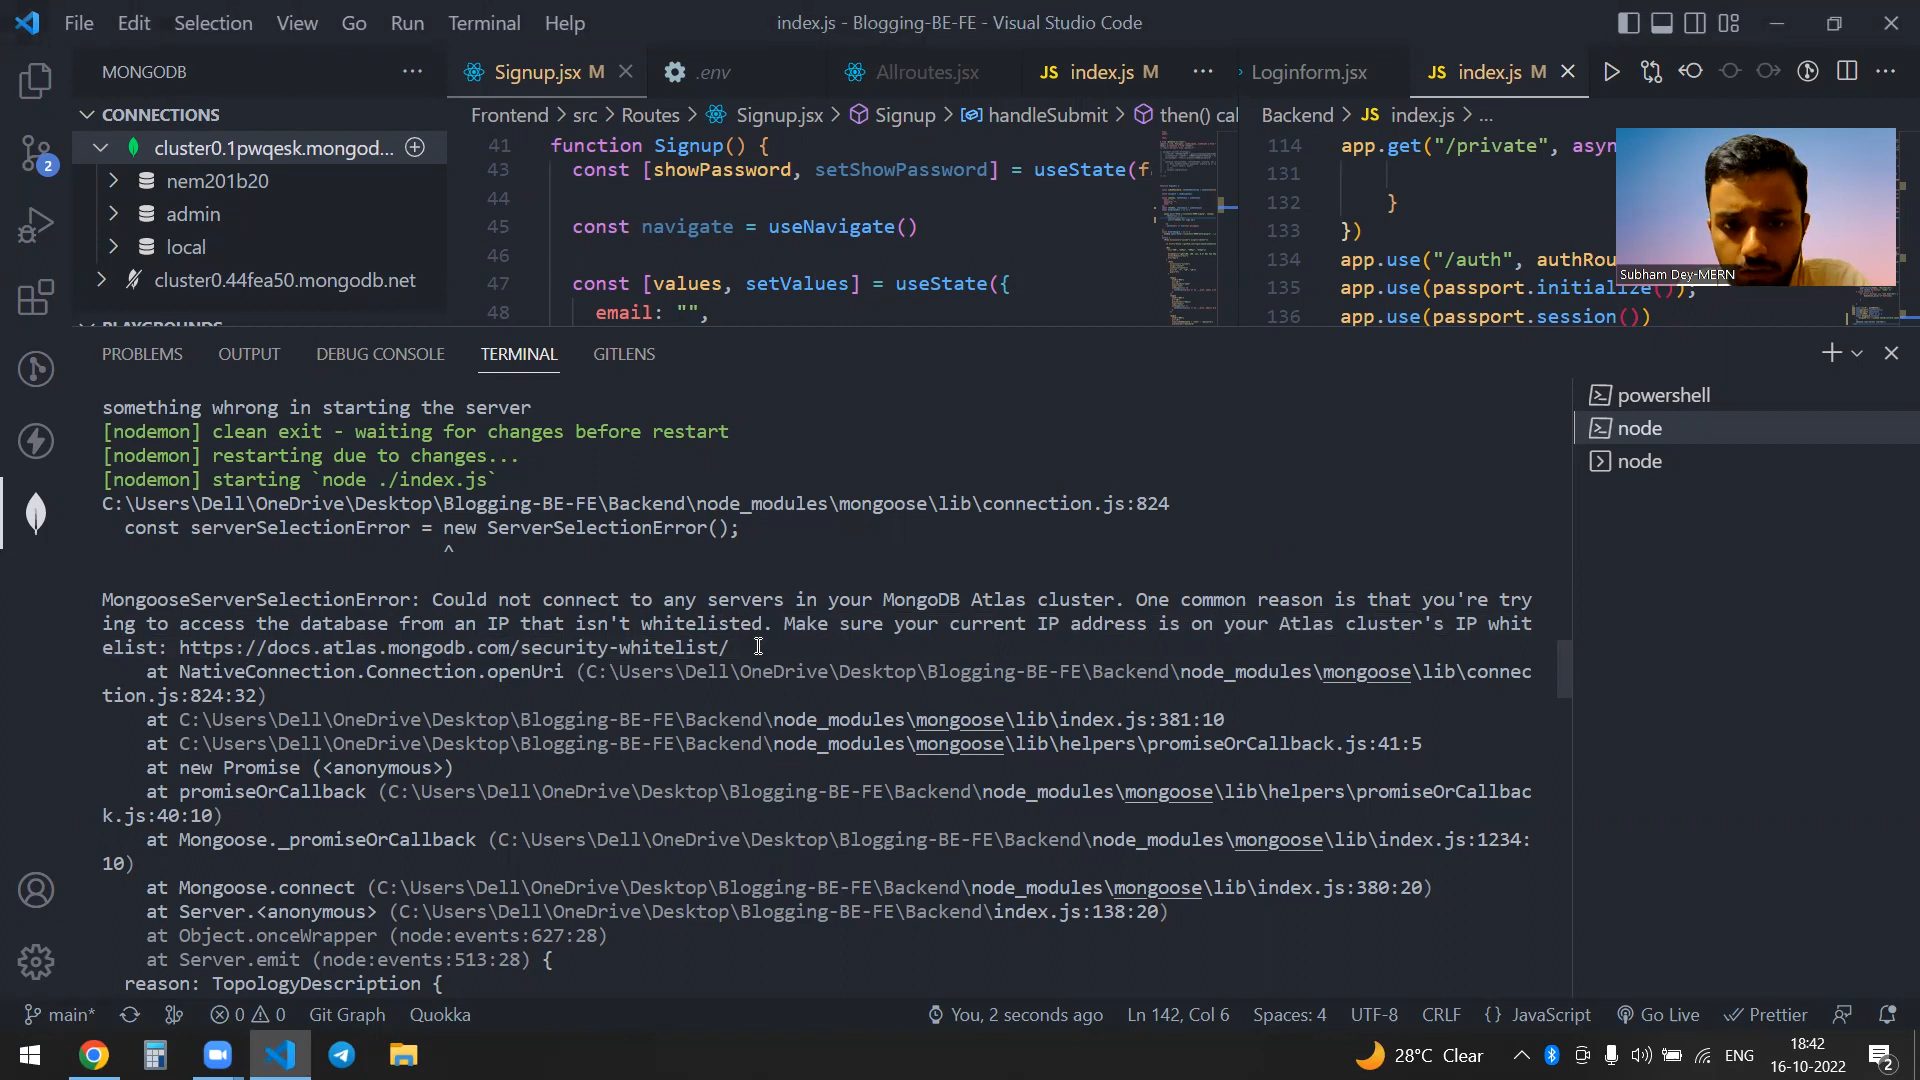 File Edit Selection View Go Run Terminal Help
index.js - Blogging-BE-FE - Visual Studio Code
MONGODB
CONNECTIONS
cluster0.1pwqesk.mongod...
nem201b20
admin
local
cluster0.44fea50.mongodb.net
Signup.jsx M
.env
Allroutes.jsx
JS index.js M
Loginform.jsx
JS index.js M
Frontend > src > Routes > Signup.jsx > Signup > handleSubmit > then() cal
41 function Signup() {
43 const [showPassword, setShowPassword] = useState(f
44
45 const navigate = useNavigate()
46
47 const [values, setValues] = useState({
48 email: "",
Backend > JS index.js > ...
114 app.get("/private", asyn
131
132 }
133 })
134 app.use("/auth", authRou
135 app.use(passport.initialize());
136 app.use(passport.session())
Subham Dey-MERN
PROBLEMS OUTPUT DEBUG CONSOLE TERMINAL GITLENS
powershell
node
node
something whrong in starting the server
[nodemon] clean exit - waiting for changes before restart
[nodemon] restarting due to changes...
[nodemon] starting `node ./index.js`
C:\Users\Dell\OneDrive\Desktop\Blogging-BE-FE\Backend\node_modules\mongoose\lib\connection.js:824
const serverSelectionError = new ServerSelectionError();
^
MongooseServerSelectionError: Could not connect to any servers in your MongoDB Atlas cluster. One common reason is that you're try
ing to access the database from an IP that isn't whitelisted. Make sure your current IP address is on your Atlas cluster's IP whit
elist: https://docs.atlas.mongodb.com/security-whitelist/
at NativeConnection.Connection.openUri (C:\Users\Dell\OneDrive\Desktop\Blogging-BE-FE\Backend\node_modules\mongoose\lib\connec
tion.js:824:32)
at C:\Users\Dell\OneDrive\Desktop\Blogging-BE-FE\Backend\node_modules\mongoose\lib\index.js:381:10
at C:\Users\Dell\OneDrive\Desktop\Blogging-BE-FE\Backend\node_modules\mongoose\lib\helpers\promiseOrCallback.js:41:5
at new Promise (<anonymous>)
at promiseOrCallback (C:\Users\Dell\OneDrive\Desktop\Blogging-BE-FE\Backend\node_modules\mongoose\lib\helpers\promiseOrCallbac
k.js:40:10)
at Mongoose._promiseOrCallback (C:\Users\Dell\OneDrive\Desktop\Blogging-BE-FE\Backend\node_modules\mongoose\lib\index.js:1234:
10)
at Mongoose.connect (C:\Users\Dell\OneDrive\Desktop\Blogging-BE-FE\Backend\node_modules\mongoose\lib\index.js:380:20)
at Server.<anonymous> (C:\Users\Dell\OneDrive\Desktop\Blogging-BE-FE\Backend\index.js:138:20)
at Object.onceWrapper (node:events:627:28)
at Server.emit (node:events:513:28) {
reason: TopologyDescription {
2
main* 0 0 Git Graph Quokka
You, 2 seconds ago Ln 142, Col 6 Spaces: 4 UTF-8 CRLF {} JavaScript Go Live Prettier
28°C Clear ENG
18:42
16-10-2022
2